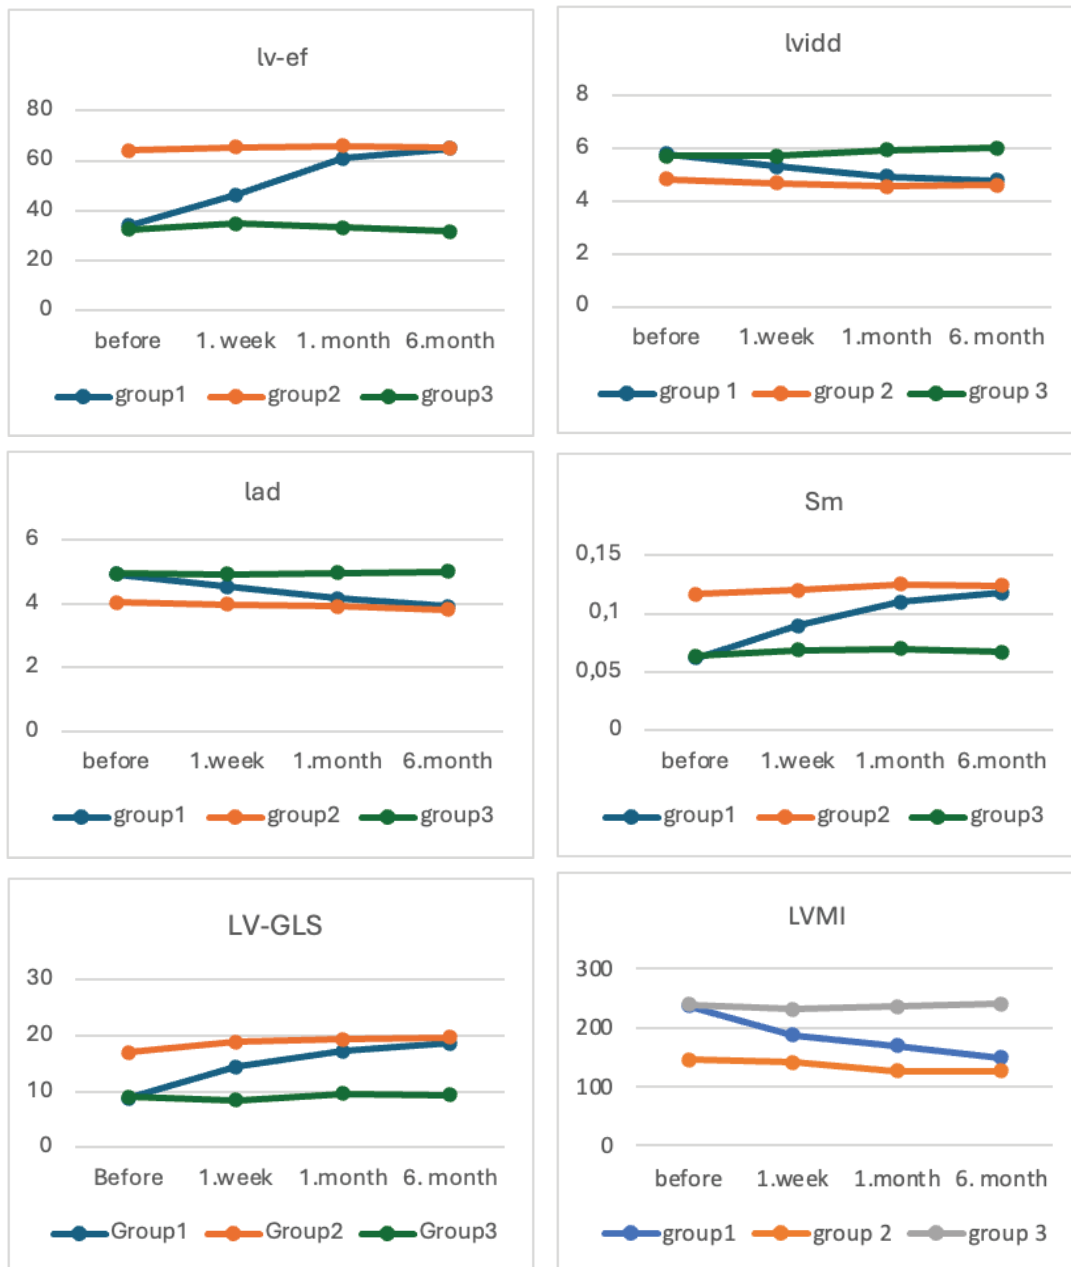 lv-ef
80
60
40
20
0
before 1. week 1. month 6.month
group1 group2 group3
lvidd
8
6
4
2
0
before 1.week 1.month 6. month
group 1 group 2 group 3
lad
6
4
2
0
before 1.week 1.month 6.month
group1 group2 group3
Sm
0,15
0,1
0,05
0
before 1.week 1.month 6.month
group1 group2 group3
LV-GLS
30
20
10
0
Before 1.week 1.month 6. month
Group1 Group2 Group3
LVMI
300
200
100
0
before 1.week 1.month 6. month
group1 group 2 group 3